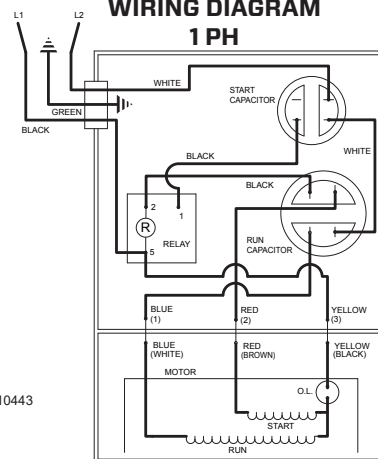 WIRING DIAGRAM
1 PH
L1
L2
WHITE
START
CAPACITOR
GREEN
BLACK
WHITE
BLACK
BLACK
2
1
R
RELAY
5
RUN
CAPACITOR
BLUE
(1)
RED
(2)
YELLOW
(3)
BLUE
(WHITE)
RED
(BROWN)
YELLOW
(BLACK)
MOTOR
O.L.
START
RUN
10443